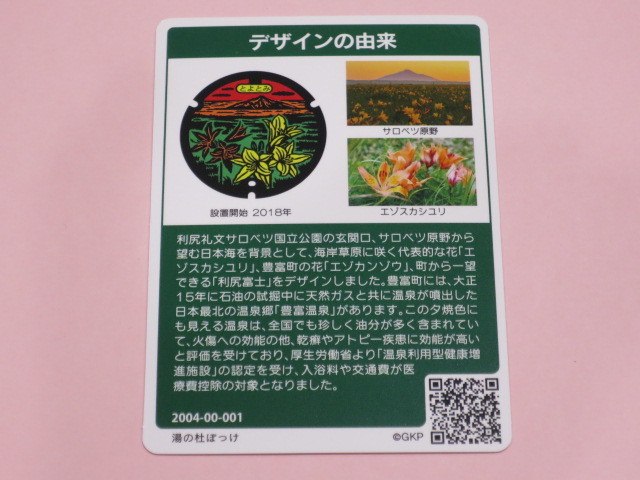 デザインの由来
とよとみ
サロベツ原野
設置開始 2018年
エゾスカシユリ
利尻礼文サロベツ国立公園の玄関口、サロベツ原野から
望む日本海を背景として、海岸草原に咲く代表的な花「エ
ゾスカシユリ」、豊富町の花「エゾカンゾウ」、町から一望
できる「利尻富士」をデザインしました。豊富町には、大正
15年に石油の試掘中に天然ガスと共に温泉が噴出した
日本最北の温泉郷「豊富温泉」があります。この夕焼色に
も見える温泉は、全国でも珍しく油分が多く含まれてい
て、火傷への効能の他、乾癬やアトピー疾患に効能が高い
と評価を受けており、厚生労働省より「温泉利用型健康増
進施設」の認定を受け、入浴料や交通費が医
療費控除の対象となりました。
2004-00-001
湯の杜ぽっけ
©GKP